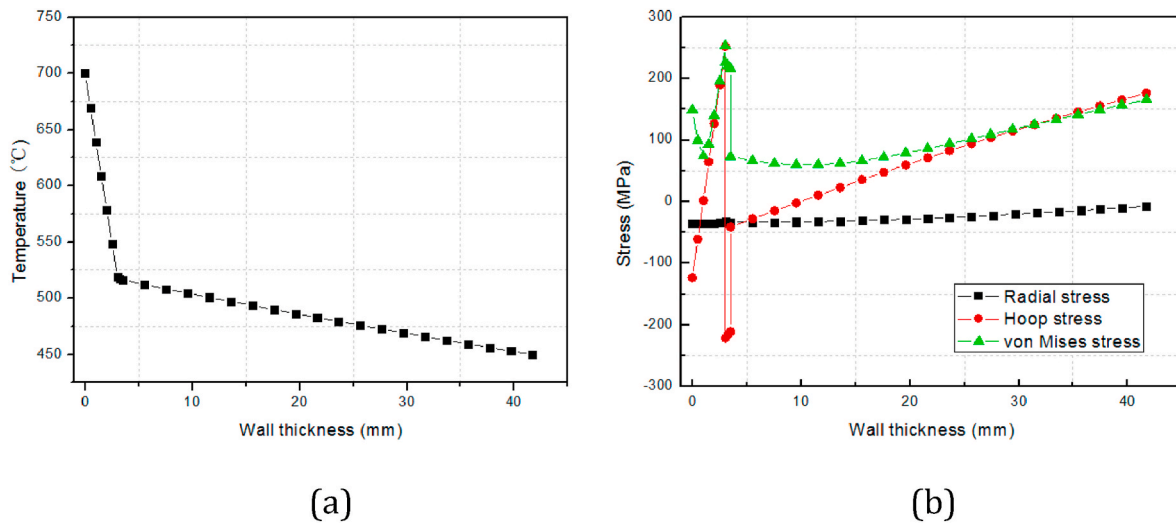 750
700
650
600
550
500
450
Temperature (℃)
0
10
20
30
40
Wall thickness (mm)
(a)
300
200
100
0
-100
-200
-300
Stress (MPa)
Radial stress
Hoop stress
von Mises stress
0
10
20
30
40
Wall thickness (mm)
(b)